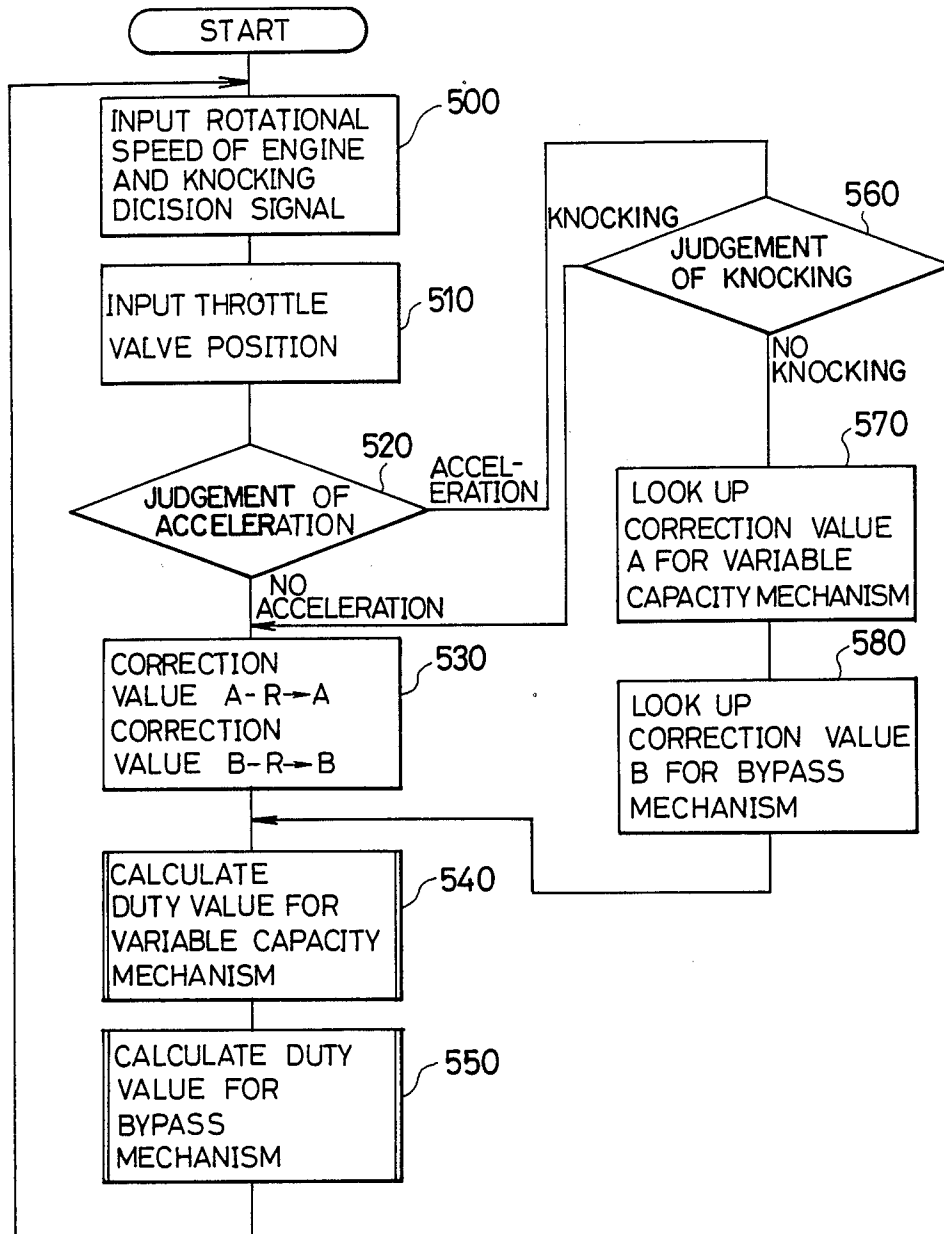 START
500
INPUT ROTATIONAL
SPEED OF ENGINE
AND KNOCKING
DICISION SIGNAL
510
INPUT THROTTLE
VALVE POSITION
520
JUDGEMENT OF
ACCELERATION
ACCEL-
ERATION
NO
ACCELERATION
530
CORRECTION
VALUE A-R→A
CORRECTION
VALUE B-R→B
540
CALCULATE
DUTY VALUE FOR
VARIABLE CAPACITY
MECHANISM
550
CALCULATE DUTY
VALUE FOR
BYPASS
MECHANISM
560
KNOCKING
JUDGEMENT
OF KNOCKING
NO
KNOCKING
570
LOOK UP
CORRECTION VALUE
A FOR VARIABLE
CAPACITY MECHANISM
580
LOOK UP
CORRECTION VALUE
B FOR BYPASS
MECHANISM